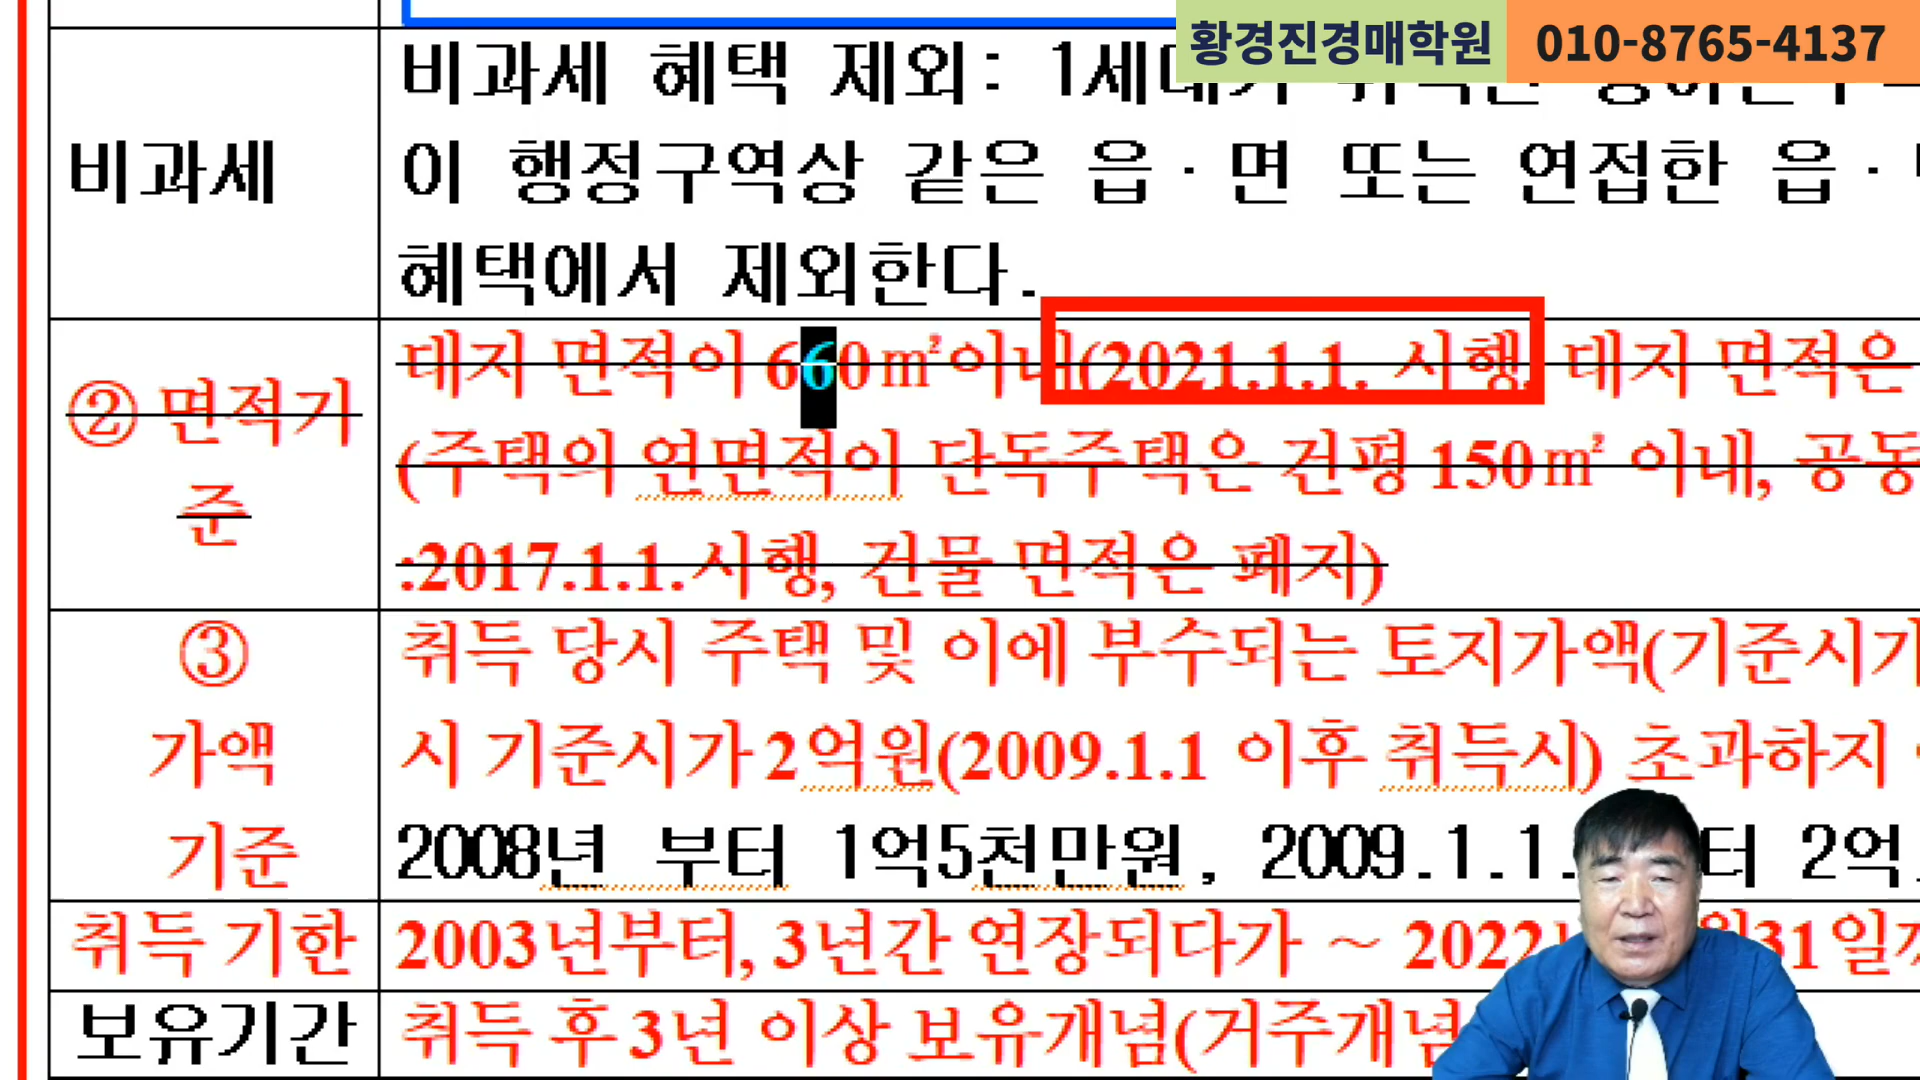 황경진경매학원 010-8765-4137
비과세 혜택 제외: 1세대가
비과세
이 행정구역상 같은 읍·면 또는 연접한 읍·
혜택에서 제외한다.
② 면적기준
대지 면적이 660㎡이내(2021.1.1. 시행, 대지 면적은
(주택의 연면적이 단독주택은 건평 150㎡ 이내, 공동
:2017.1.1.시행, 건물 면적은 폐지)
③
가액
기준
취득 당시 주택 및 이에 부수되는 토지가액(기준시가
시 기준시가 2억원(2009.1.1 이후 취득시) 초과하지
2008년 부터 1억5천만원, 2009.1.1. 터 2억
취득 기한
2003년부터, 3년간 연장되다가 ~ 2022 31일까
보유기간
취득 후 3년 이상 보유개념(거주개념